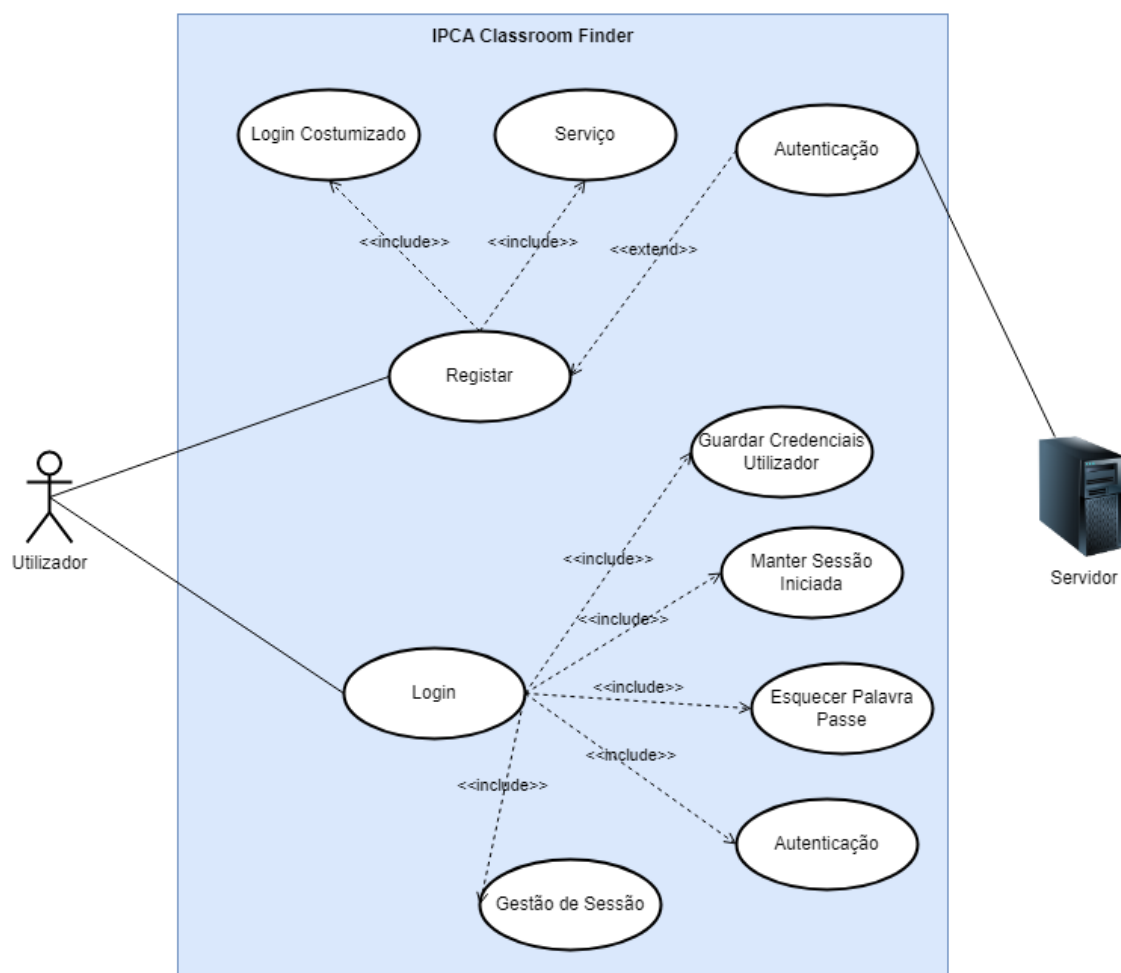 IPCA Classroom Finder
Login Costumizado
Serviço
Autenticação
<<include>>
<<include>>
<<extend>>
Registar
Guardar Credenciais
Utilizador
Utilizador
<<include>>
Manter Sessão
Iniciada
Servidor
<<include>>
Login
<<include>>
Esquecer Palavra
Passe
<<include>>
<<include>>
Autenticação
Gestão de Sessão